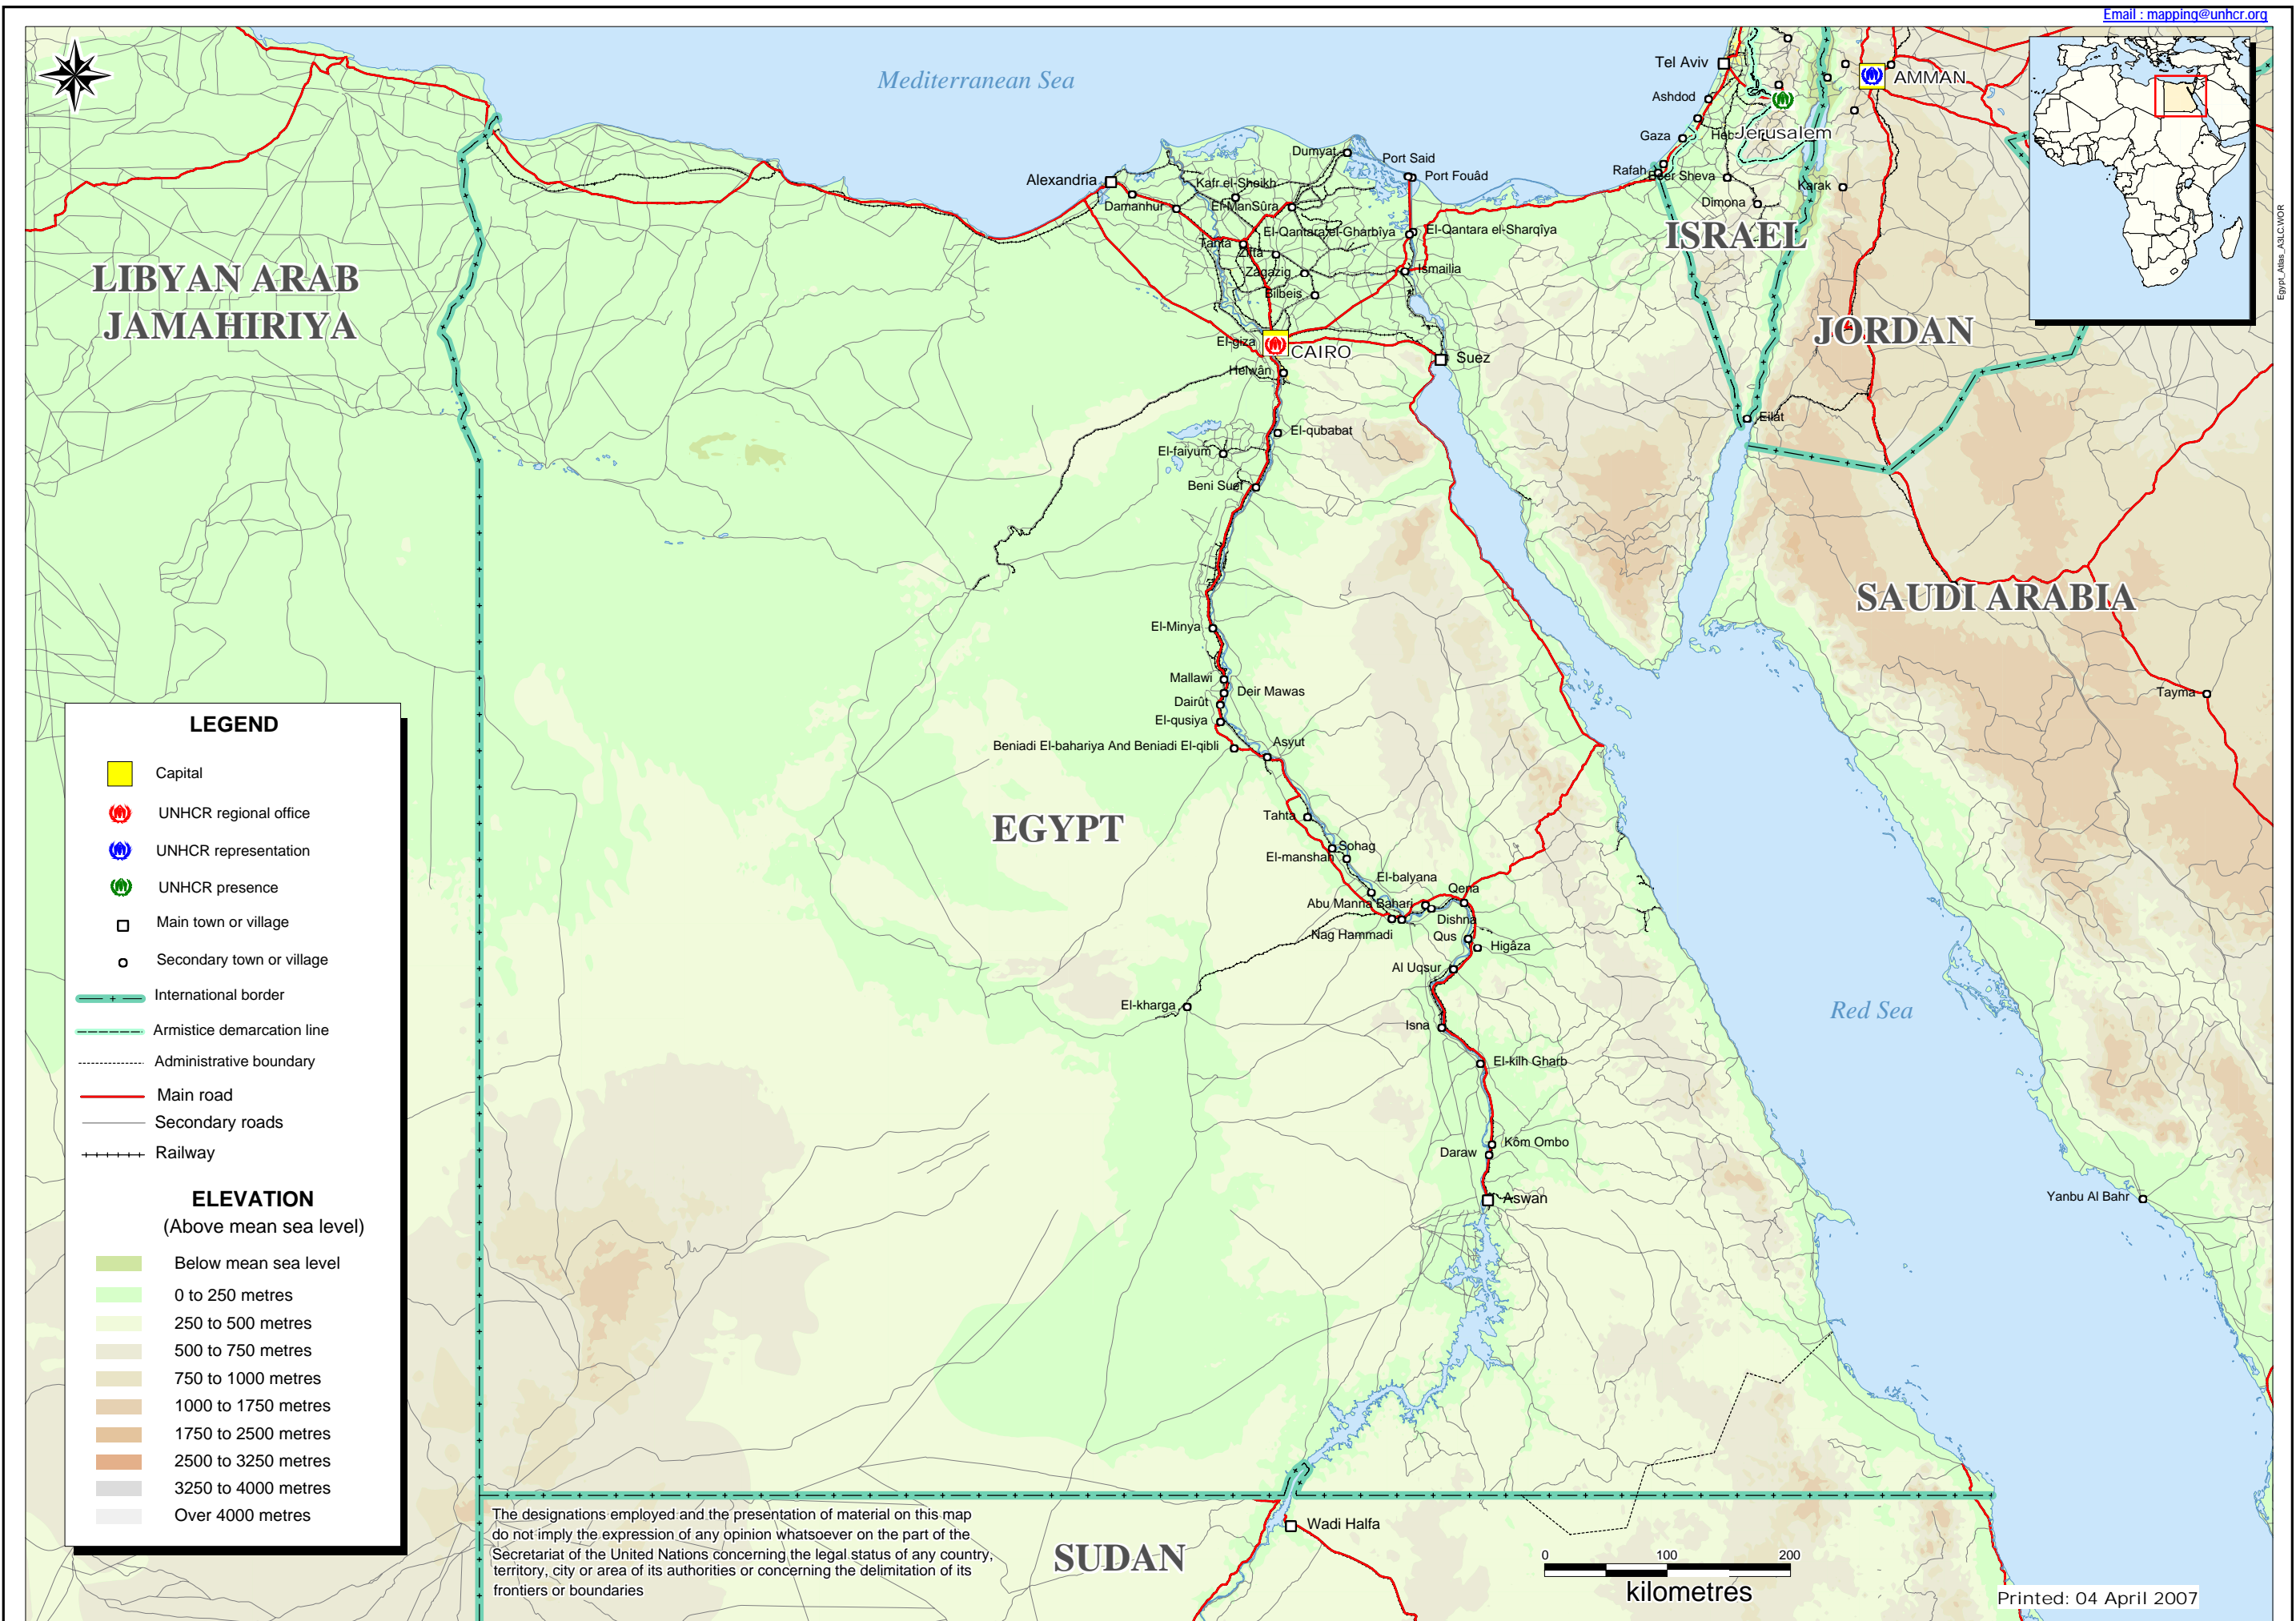 Email : mapping@unhcr.org
Mediterranean Sea
Tel Aviv
AMMAN
Ashdod
Gaza
Jerusalem
Rafah
Beer Sheva
Karak
Dimona
ISRAEL
JORDAN
Eilat
Egypt_Atlas_A3LC.WOR
LIBYAN ARAB
JAMAHIRIYA
Alexandria
Damanhur
Kafr el-Sheikh
Dumyat
Port Said
Port Fouâd
El-ManSûra
El-Qantara el-Gharbîya
El-Qantara el-Sharqîya
Tanta
Zifta
Zagazig
Ismailia
Bilbeis
El-giza
CAIRO
Suez
Helwân
El-qubabat
El-faiyum
Beni Suef
SAUDI ARABIA
El-Minya
Mallawi
Deir Mawas
Dairût
El-qusiya
Beniadi El-bahariya And Beniadi El-qibli
Asyut
Tayma
EGYPT
Tahta
Sohag
El-manshah
El-balyana
Qena
Abu Manna Bahari
Dishna
Nag Hammadi
Qus
Higâza
Al Uqsur
El-kharga
Isna
Red Sea
El-kilh Gharb
Kôm Ombo
Daraw
Aswan
Yanbu Al Bahr
Wadi Halfa
SUDAN
LEGEND
Capital
UNHCR regional office
UNHCR representation
UNHCR presence
Main town or village
Secondary town or village
International border
Armistice demarcation line
Administrative boundary
Main road
Secondary roads
Railway
ELEVATION
(Above mean sea level)
Below mean sea level
0 to 250 metres
250 to 500 metres
500 to 750 metres
750 to 1000 metres
1000 to 1750 metres
1750 to 2500 metres
2500 to 3250 metres
3250 to 4000 metres
Over 4000 metres
The designations employed and the presentation of material on this map
do not imply the expression of any opinion whatsoever on the part of the
Secretariat of the United Nations concerning the legal status of any country,
territory, city or area of its authorities or concerning the delimitation of its
frontiers or boundaries
0 100 200
kilometres
Printed: 04 April 2007